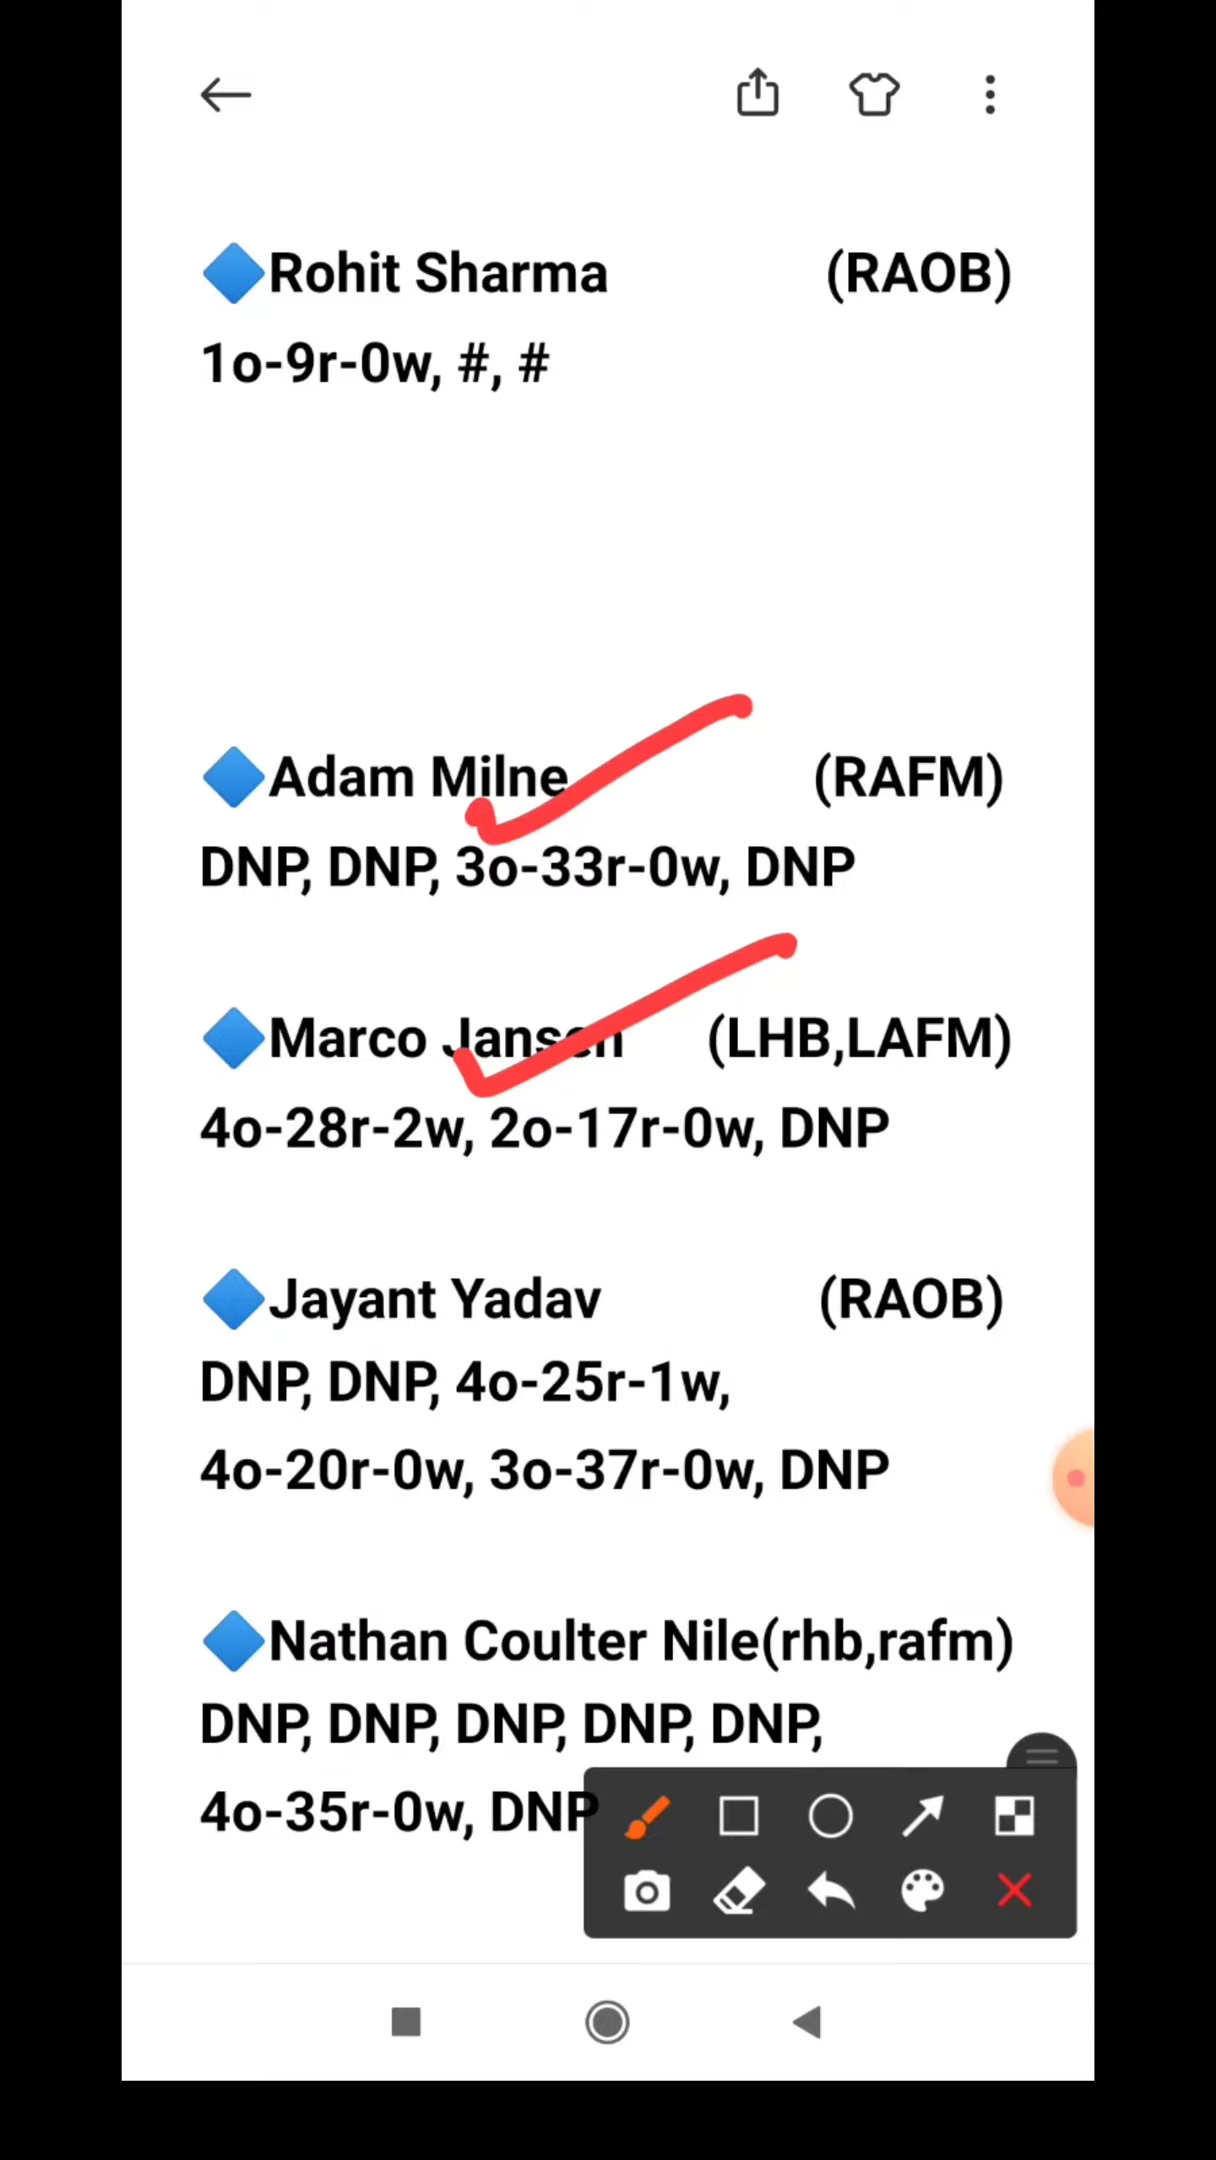 🔷Rohit Sharma (RAOB)
1o-9r-0w, #, #
🔷Adam Milne (RAFM)
DNP, DNP, 3o-33r-0w, DNP
🔷Marco Jansen (LHB,LAFM)
4o-28r-2w, 2o-17r-0w, DNP
🔷Jayant Yadav (RAOB)
DNP, DNP, 4o-25r-1w,
4o-20r-0w, 3o-37r-0w, DNP
🔷Nathan Coulter Nile(rhb,rafm)
DNP, DNP, DNP, DNP, DNP,
4o-35r-0w, DNP